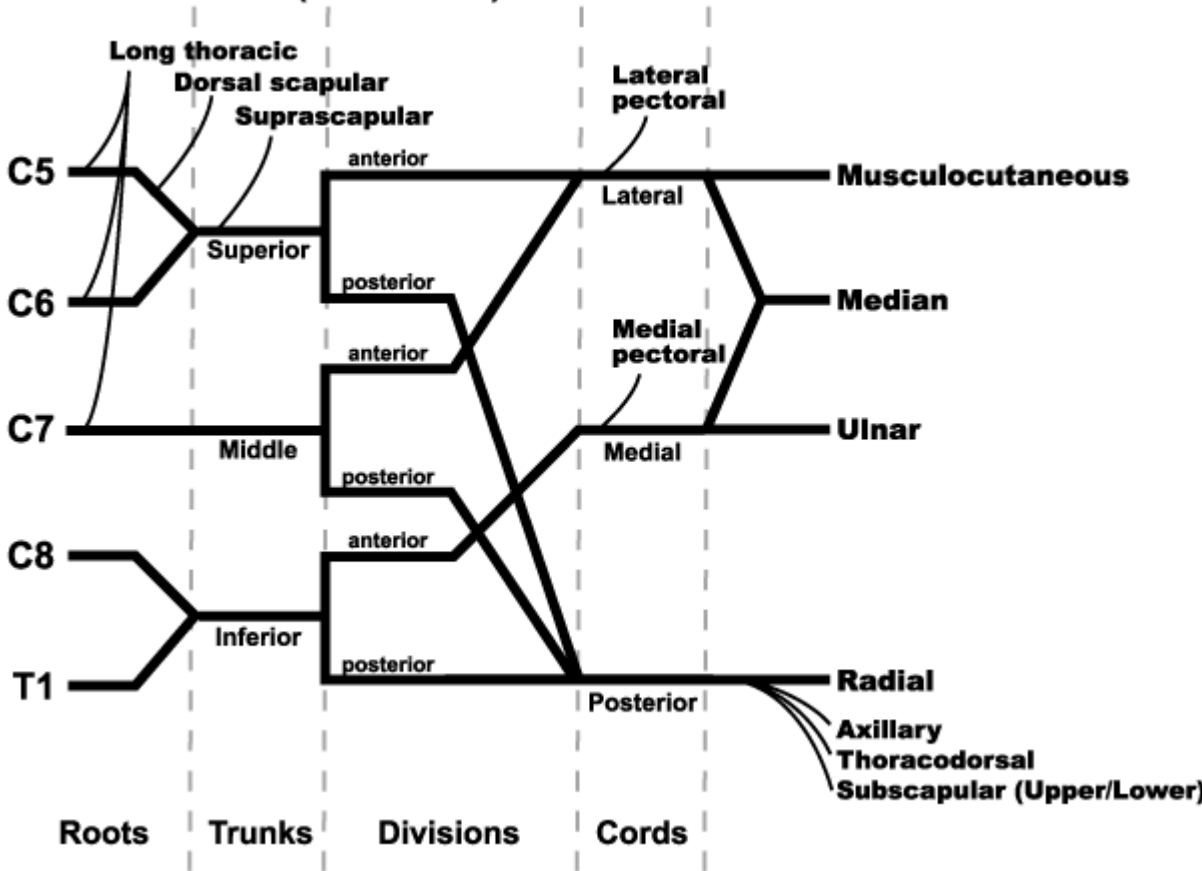 Long thoracic
Dorsal scapular
Suprascapular
Lateral
pectoral
C5
anterior
Lateral
Musculocutaneous
Superior
C6
posterior
Median
Medial
pectoral
anterior
C7
Middle
Medial
Ulnar
posterior
C8
anterior
Inferior
T1
posterior
Posterior
Radial
Axillary
Thoracodorsal
Subscapular (Upper/Lower)
Roots
Trunks
Divisions
Cords